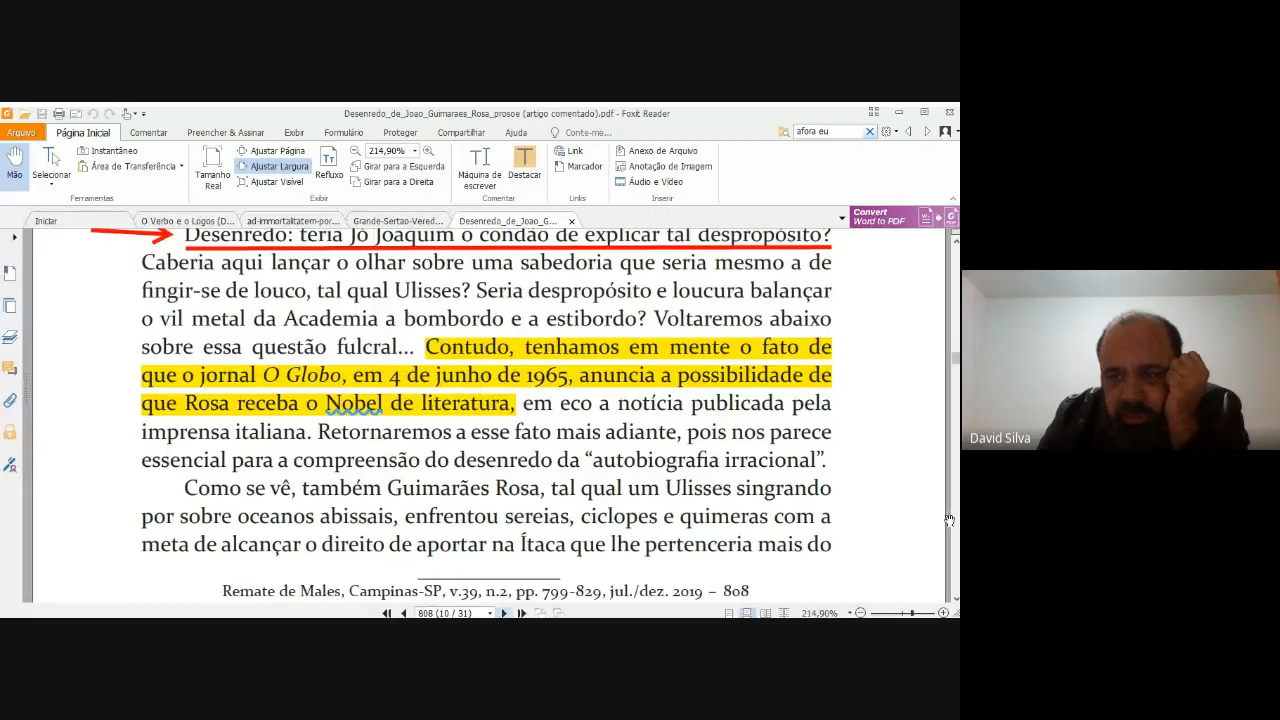 Desenredo_de_Joao_Guimaraes_Rosa_prosoe (artigo comentado).pdf - Foxit Reader
Arquivo Página Inicial Comentar Preencher & Assinar Exibir Formulário Proteger Compartilhar Ajuda Conte-me... afora eu
Mão Selecionar Instantâneo Área de Transferência
Ferramentas
Tamanho Real Ajustar Página Ajustar Largura Ajustar Visível Refluxo 214,90% Girar para a Esquerda Girar para a Direita
Exibir
Máquina de escrever Destacar
Comentar
Link Marcador
Links
Anexo de Arquivo Anotação de Imagem Áudio e Vídeo
Inserir
Iniciar O Verbo e o Logos (D... ad-immortalitatem-por... Grande-Sertao-Vered... Desenredo_de_Joao_G...
Convert Word to PDF
Desenredo: teria Jó Joaquim o condão de explicar tal despropósito?
Caberia aqui lançar o olhar sobre uma sabedoria que seria mesmo a de
fingir-se de louco, tal qual Ulisses? Seria despropósito e loucura balançar
o vil metal da Academia a bombordo e a estibordo? Voltaremos abaixo
sobre essa questão fulcral... Contudo, tenhamos em mente o fato de
que o jornal O Globo, em 4 de junho de 1965, anuncia a possibilidade de
que Rosa receba o Nobel de literatura, em eco a notícia publicada pela
imprensa italiana. Retornaremos a esse fato mais adiante, pois nos parece
essencial para a compreensão do desenredo da “autobiografia irracional”.
Como se vê, também Guimarães Rosa, tal qual um Ulisses singrando
por sobre oceanos abissais, enfrentou sereias, ciclopes e quimeras com a
meta de alcançar o direito de aportar na Ítaca que lhe pertenceria mais do
Remate de Males, Campinas-SP, v.39, n.2, pp. 799-829, jul./dez. 2019 – 808
808 (10 / 31) 214,90%
David Silva